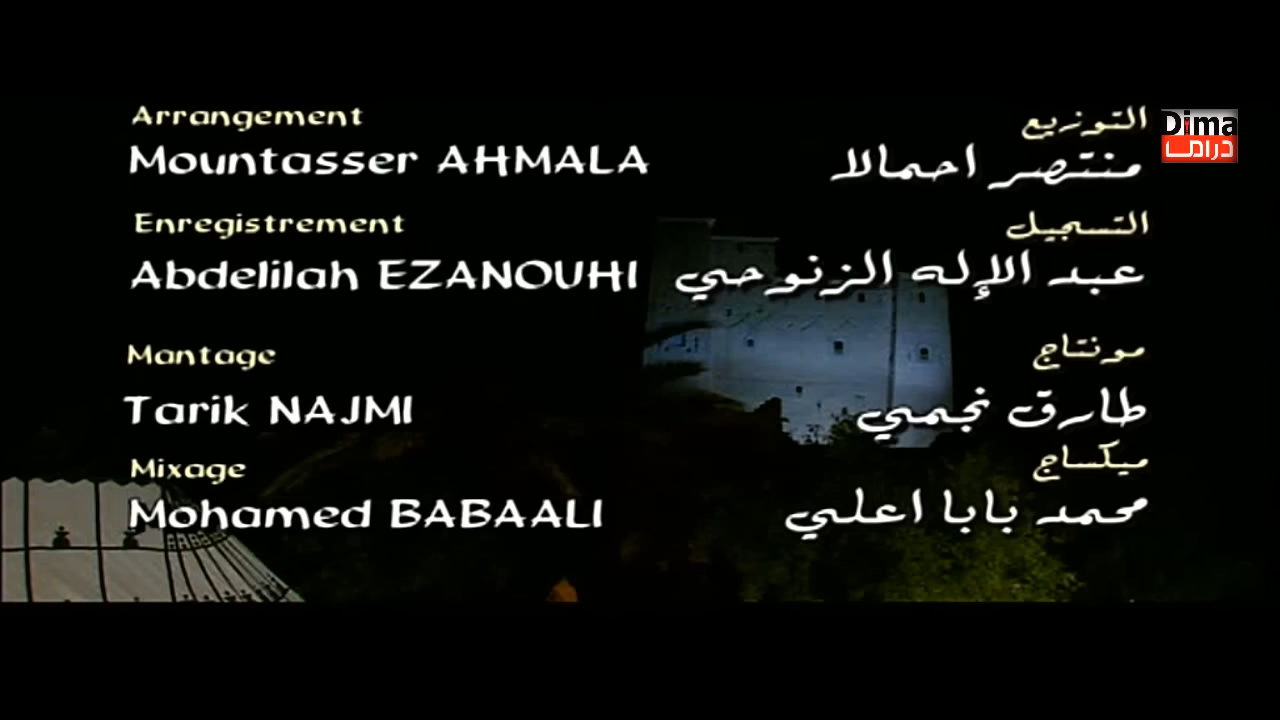 Arrangement التوزيع
Mountasser AHMALA منتصر احمالا
Enregistrement التسجيل
Abdelilah EZANOUHI عبد الإله الزنوحي
Mantage مونتاج
Tarik NAJMI طارق نجمي
Mixage ميكساج
Mohamed BABAALI محمد بابا اعلي
Dima
دراما